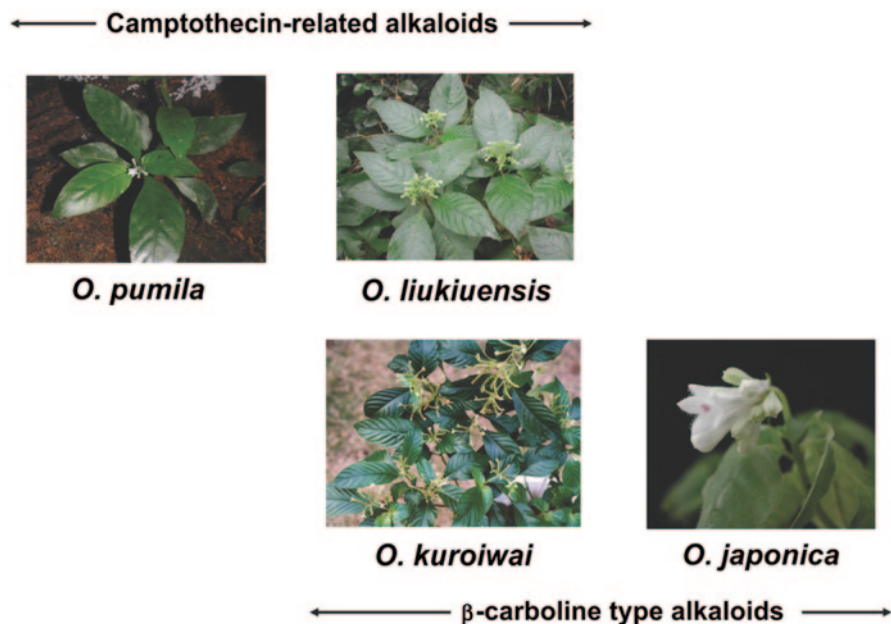 Camptothecin-related alkaloids
O. pumila
O. liukiuensis
O. kuroiwai
O. japonica
β-carboline type alkaloids